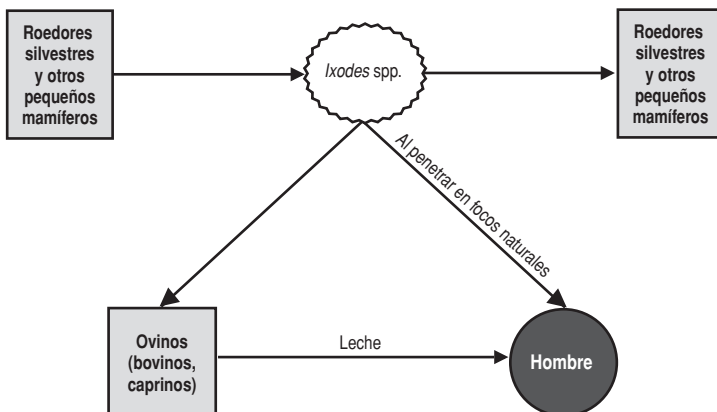 Roedores
silvestres
y otros
pequeños
mamíferos
Ixodes spp.
Roedores
silvestres
y otros
pequeños
mamíferos
Al penetrar en focos naturales
Ovinos
(bovinos,
caprinos)
Leche
Hombre